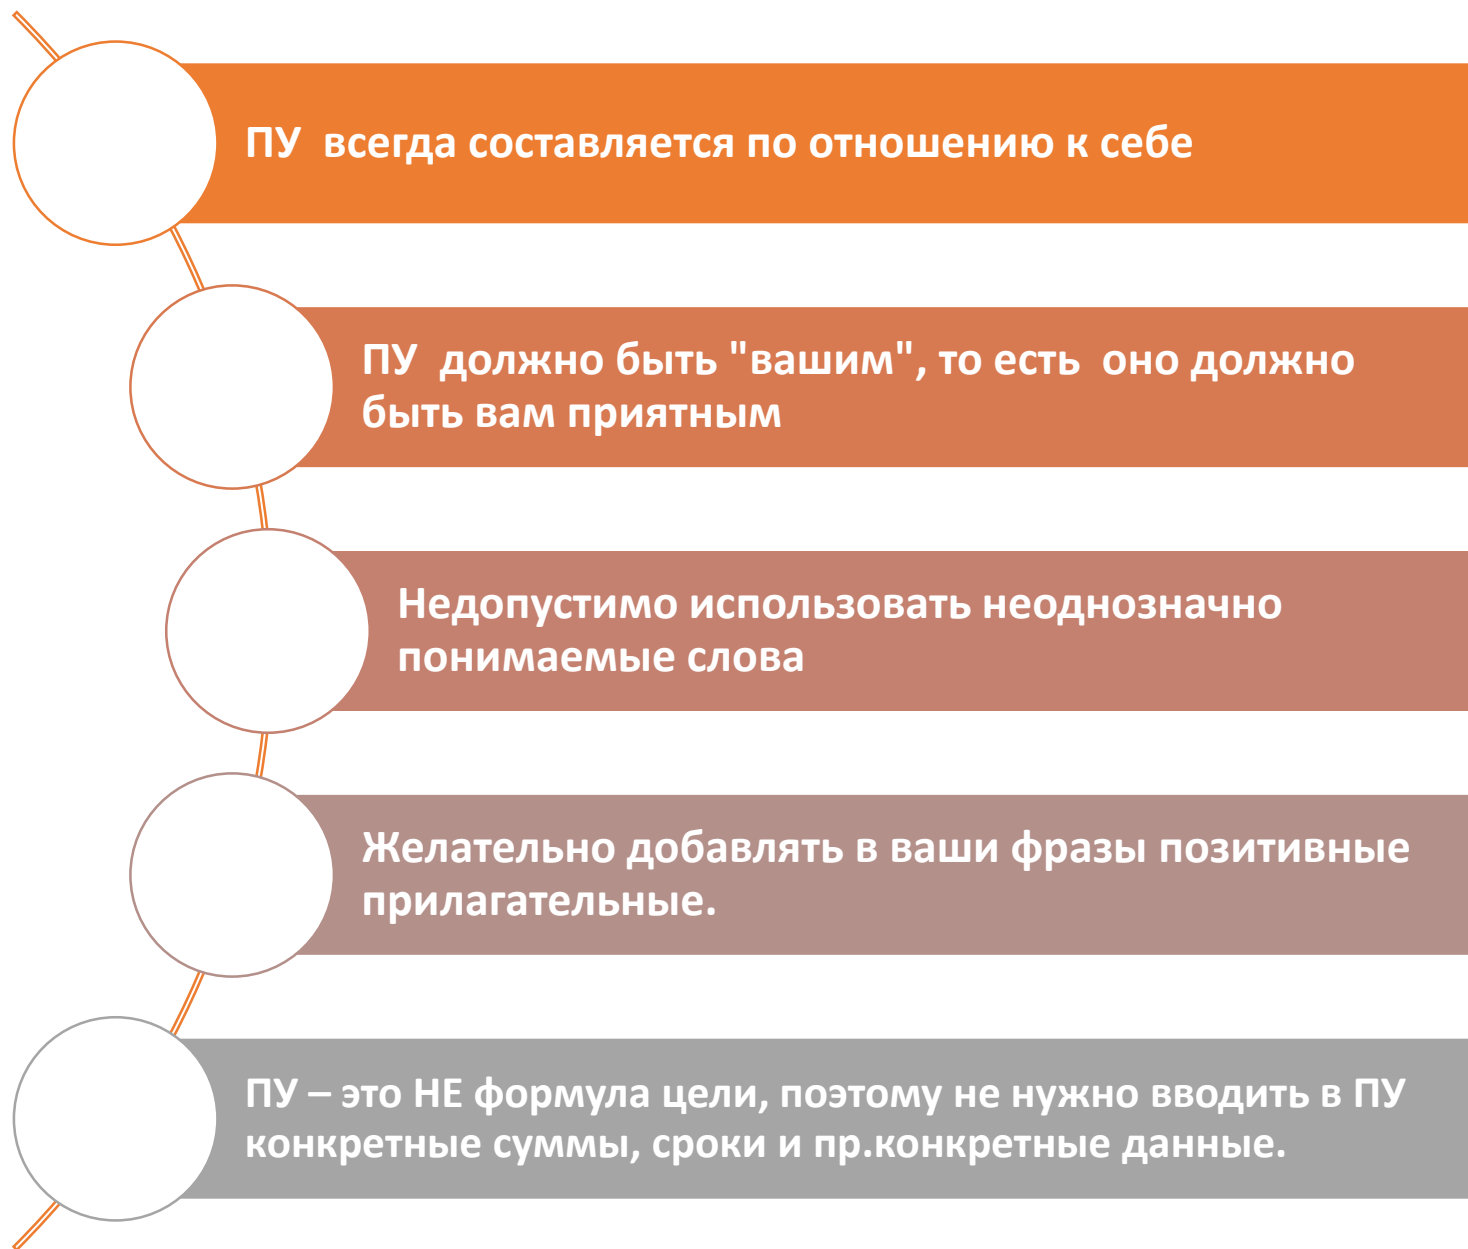 ПУ  всегда составляется по отношению к себе
ПУ  должно быть "вашим", то есть  оно должно
быть вам приятным
Недопустимо использовать неоднозначно
понимаемые слова
Желательно добавлять в ваши фразы позитивные
прилагательные.
ПУ – это НЕ формула цели, поэтому не нужно вводить в ПУ
конкретные суммы, сроки и пр.конкретные данные.